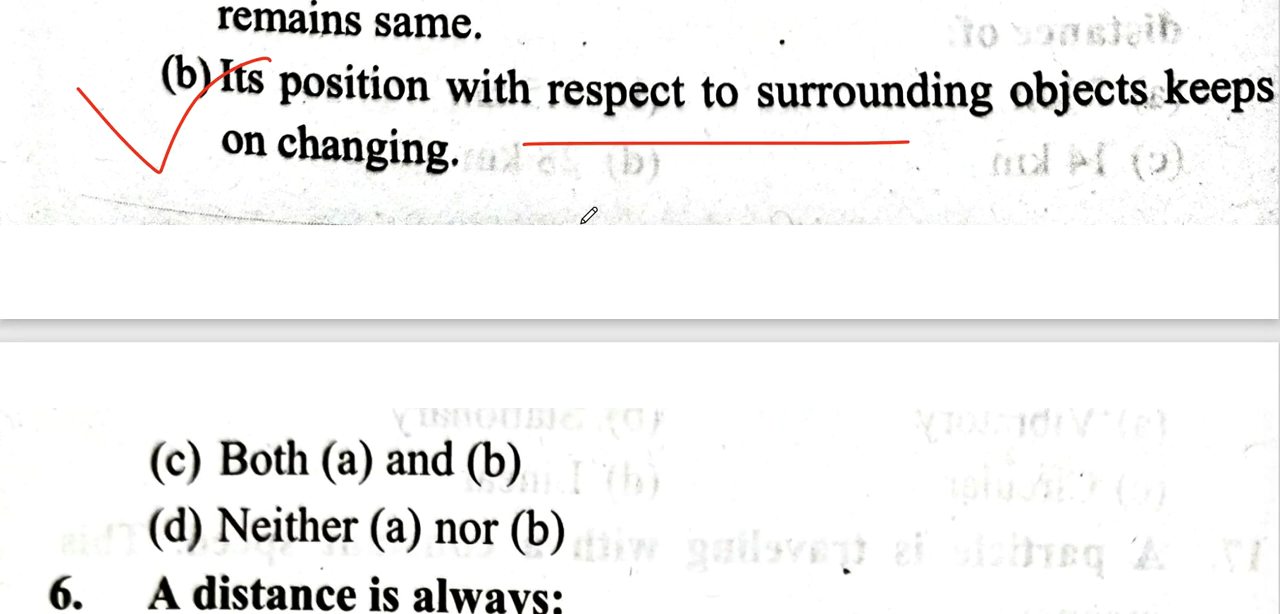 remains same.
(b) Its position with respect to surrounding objects keeps
on changing.
(c) Both (a) and (b)
(d) Neither (a) nor (b)
6. A distance is always: